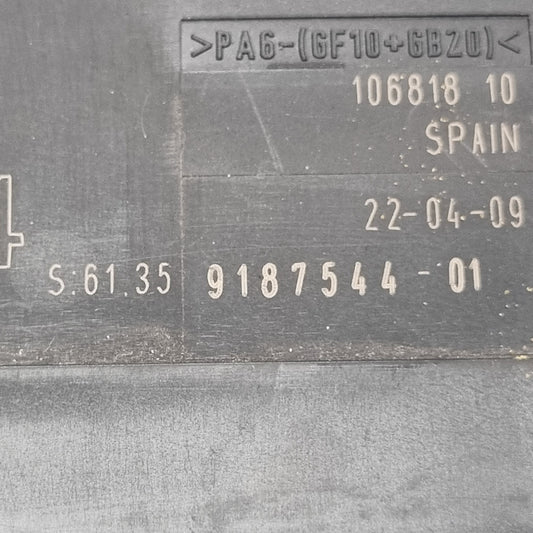 >PA6-(GF10+GB20)<
106818 10
SPAIN
22-04-09
S:61.35 9187544-01